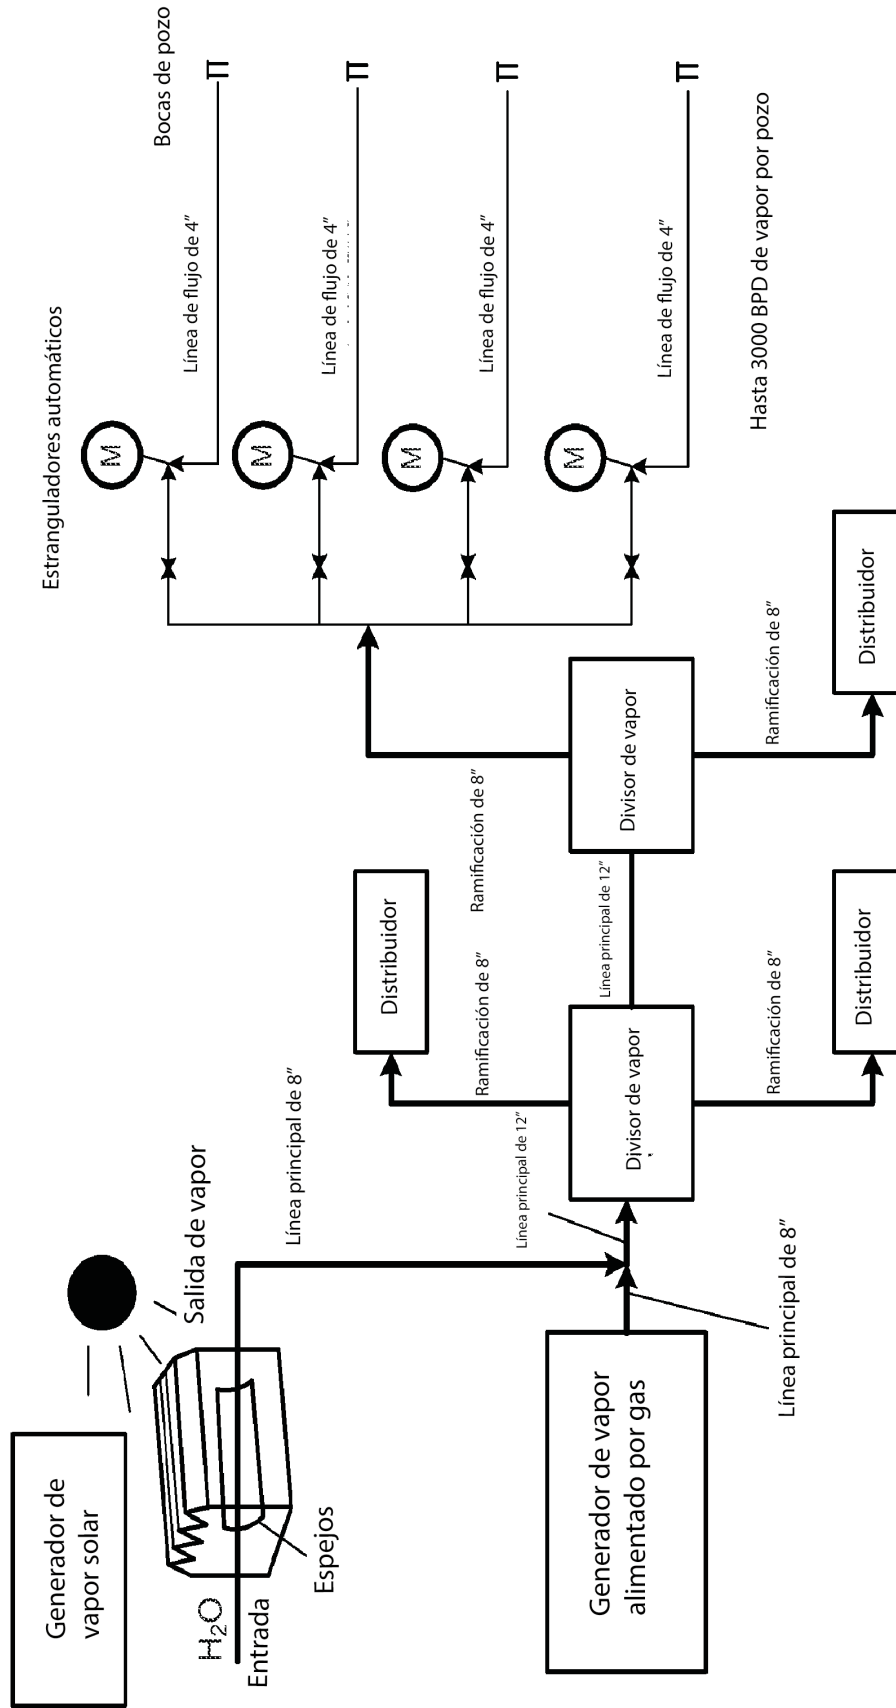 Generador de
vapor solar
H₂O
Entrada
Espejos
Salida de vapor
Línea principal de 8”
Generador de vapor
alimentado por gas
Línea principal de 8”
Línea principal de 12”
Divisor de vapor
Ramificación de 8”
Distribuidor
Ramificación de 8”
Distribuidor
Línea principal de 12”
Divisor de vapor
Ramificación de 8”
Ramificación de 8”
Distribuidor
Estranguladores automáticos
M
M
M
M
Línea de flujo de 4”
Línea de flujo de 4”
Línea de flujo de 4”
Línea de flujo de 4”
Bocas de pozo
Hasta 3000 BPD de vapor por pozo